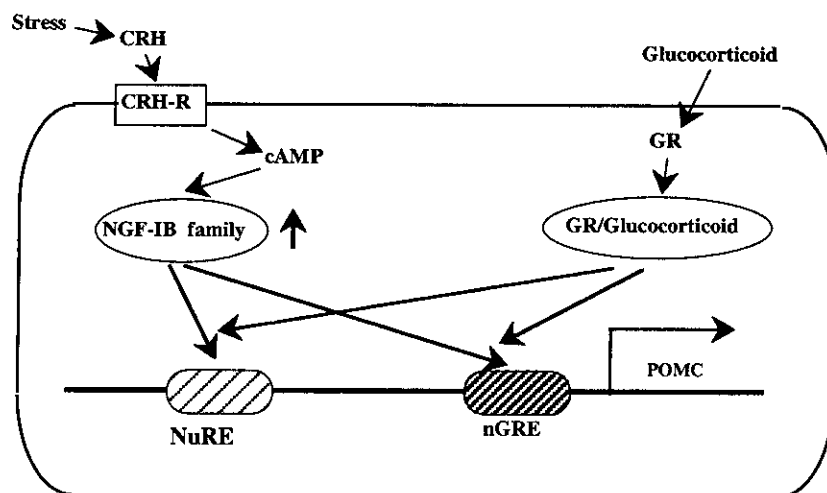 Stress
CRH
Glucocorticoid
CRH-R
GR
cAMP
NGF-IB family
GR/Glucocorticoid
POMC
NuRE
nGRE